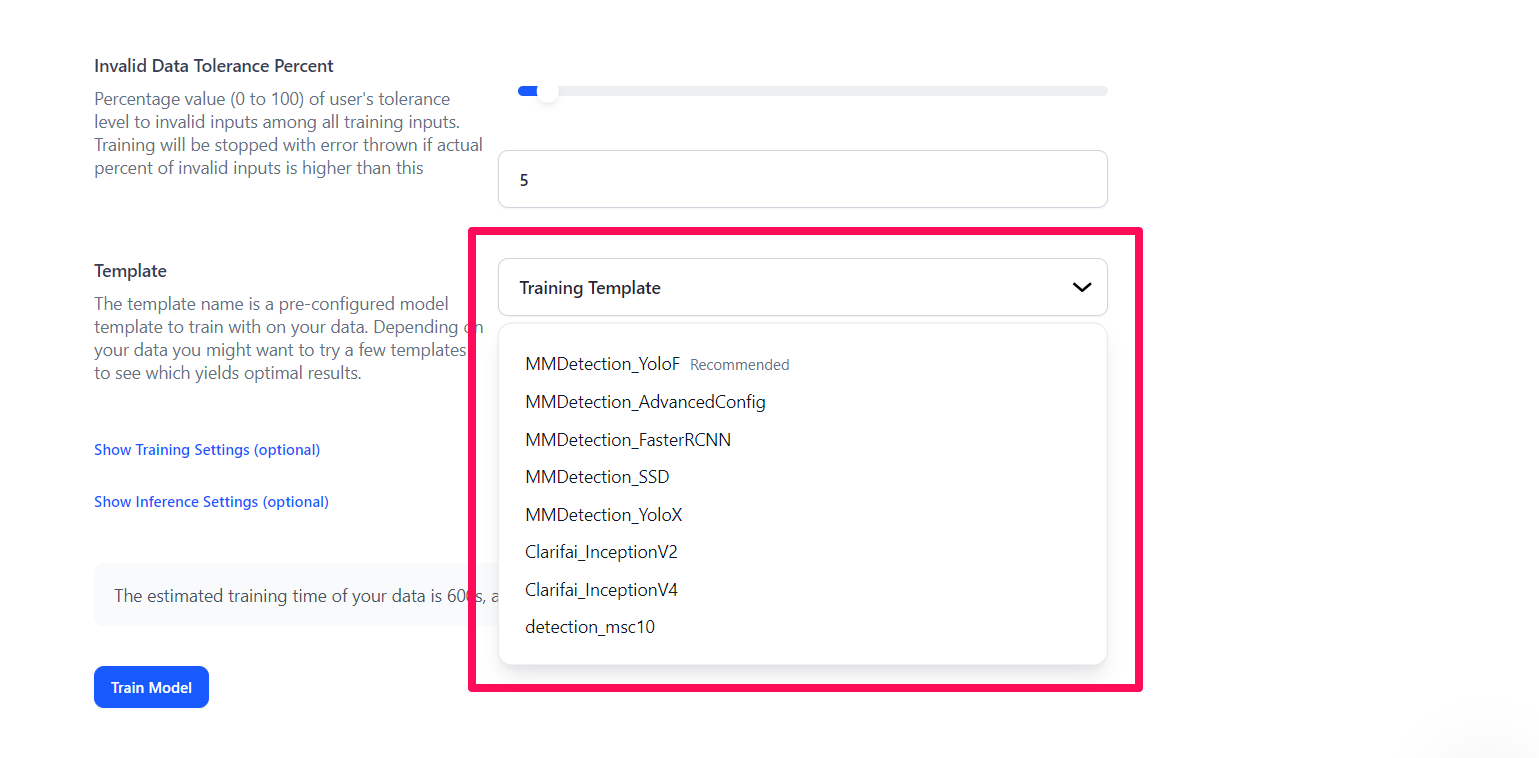 Invalid Data Tolerance Percent
Percentage value (0 to 100) of user's tolerance
level to invalid inputs among all training inputs.
Training will be stopped with error thrown if actual
percent of invalid inputs is higher than this
5
Template
The template name is a pre-configured model
template to train with on your data. Depending on
your data you might want to try a few templates
to see which yields optimal results.
Training Template
MMDetection_YoloF Recommended
MMDetection_AdvancedConfig
MMDetection_FasterRCNN
MMDetection_SSD
MMDetection_YoloX
Clarifai_InceptionV2
Clarifai_InceptionV4
detection_msc10
Show Training Settings (optional)
Show Inference Settings (optional)
The estimated training time of your data is 600s, a
Train Model